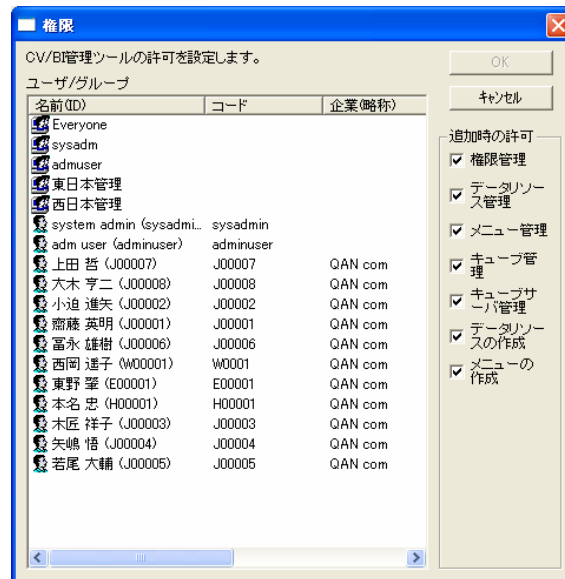 権限
CV/BI管理ツールの許可を設定します。
ユーザ/グループ
名前(ID) コード 企業(略称)
Everyone
sysadm
admuser
東日本管理
西日本管理
system admin (sysadmi... sysadmin
adm user (adminuser) adminuser
上田 哲 (J00007) J00007 QAN com
大木 亨二 (J00008) J00008 QAN com
小迫 進矢 (J00002) J00002 QAN com
齋藤 英明 (J00001) J00001 QAN com
冨永 雄樹 (J00006) J00006 QAN com
西岡 遥子 (W00001) W0001 QAN com
東野 肇 (E00001) E00001 QAN com
本名 忠 (H00001) H00001 QAN com
木匠 祥子 (J00003) J00003 QAN com
矢嶋 悟 (J00004) J00004 QAN com
若尾 大輔 (J00005) J00005 QAN com
OK
キャンセル
追加時の許可
権限管理
データリソー
ス管理
メニュー管理
キューブ管
理
キューブサ
ーバ管理
データリソー
スの作成
メニューの
作成